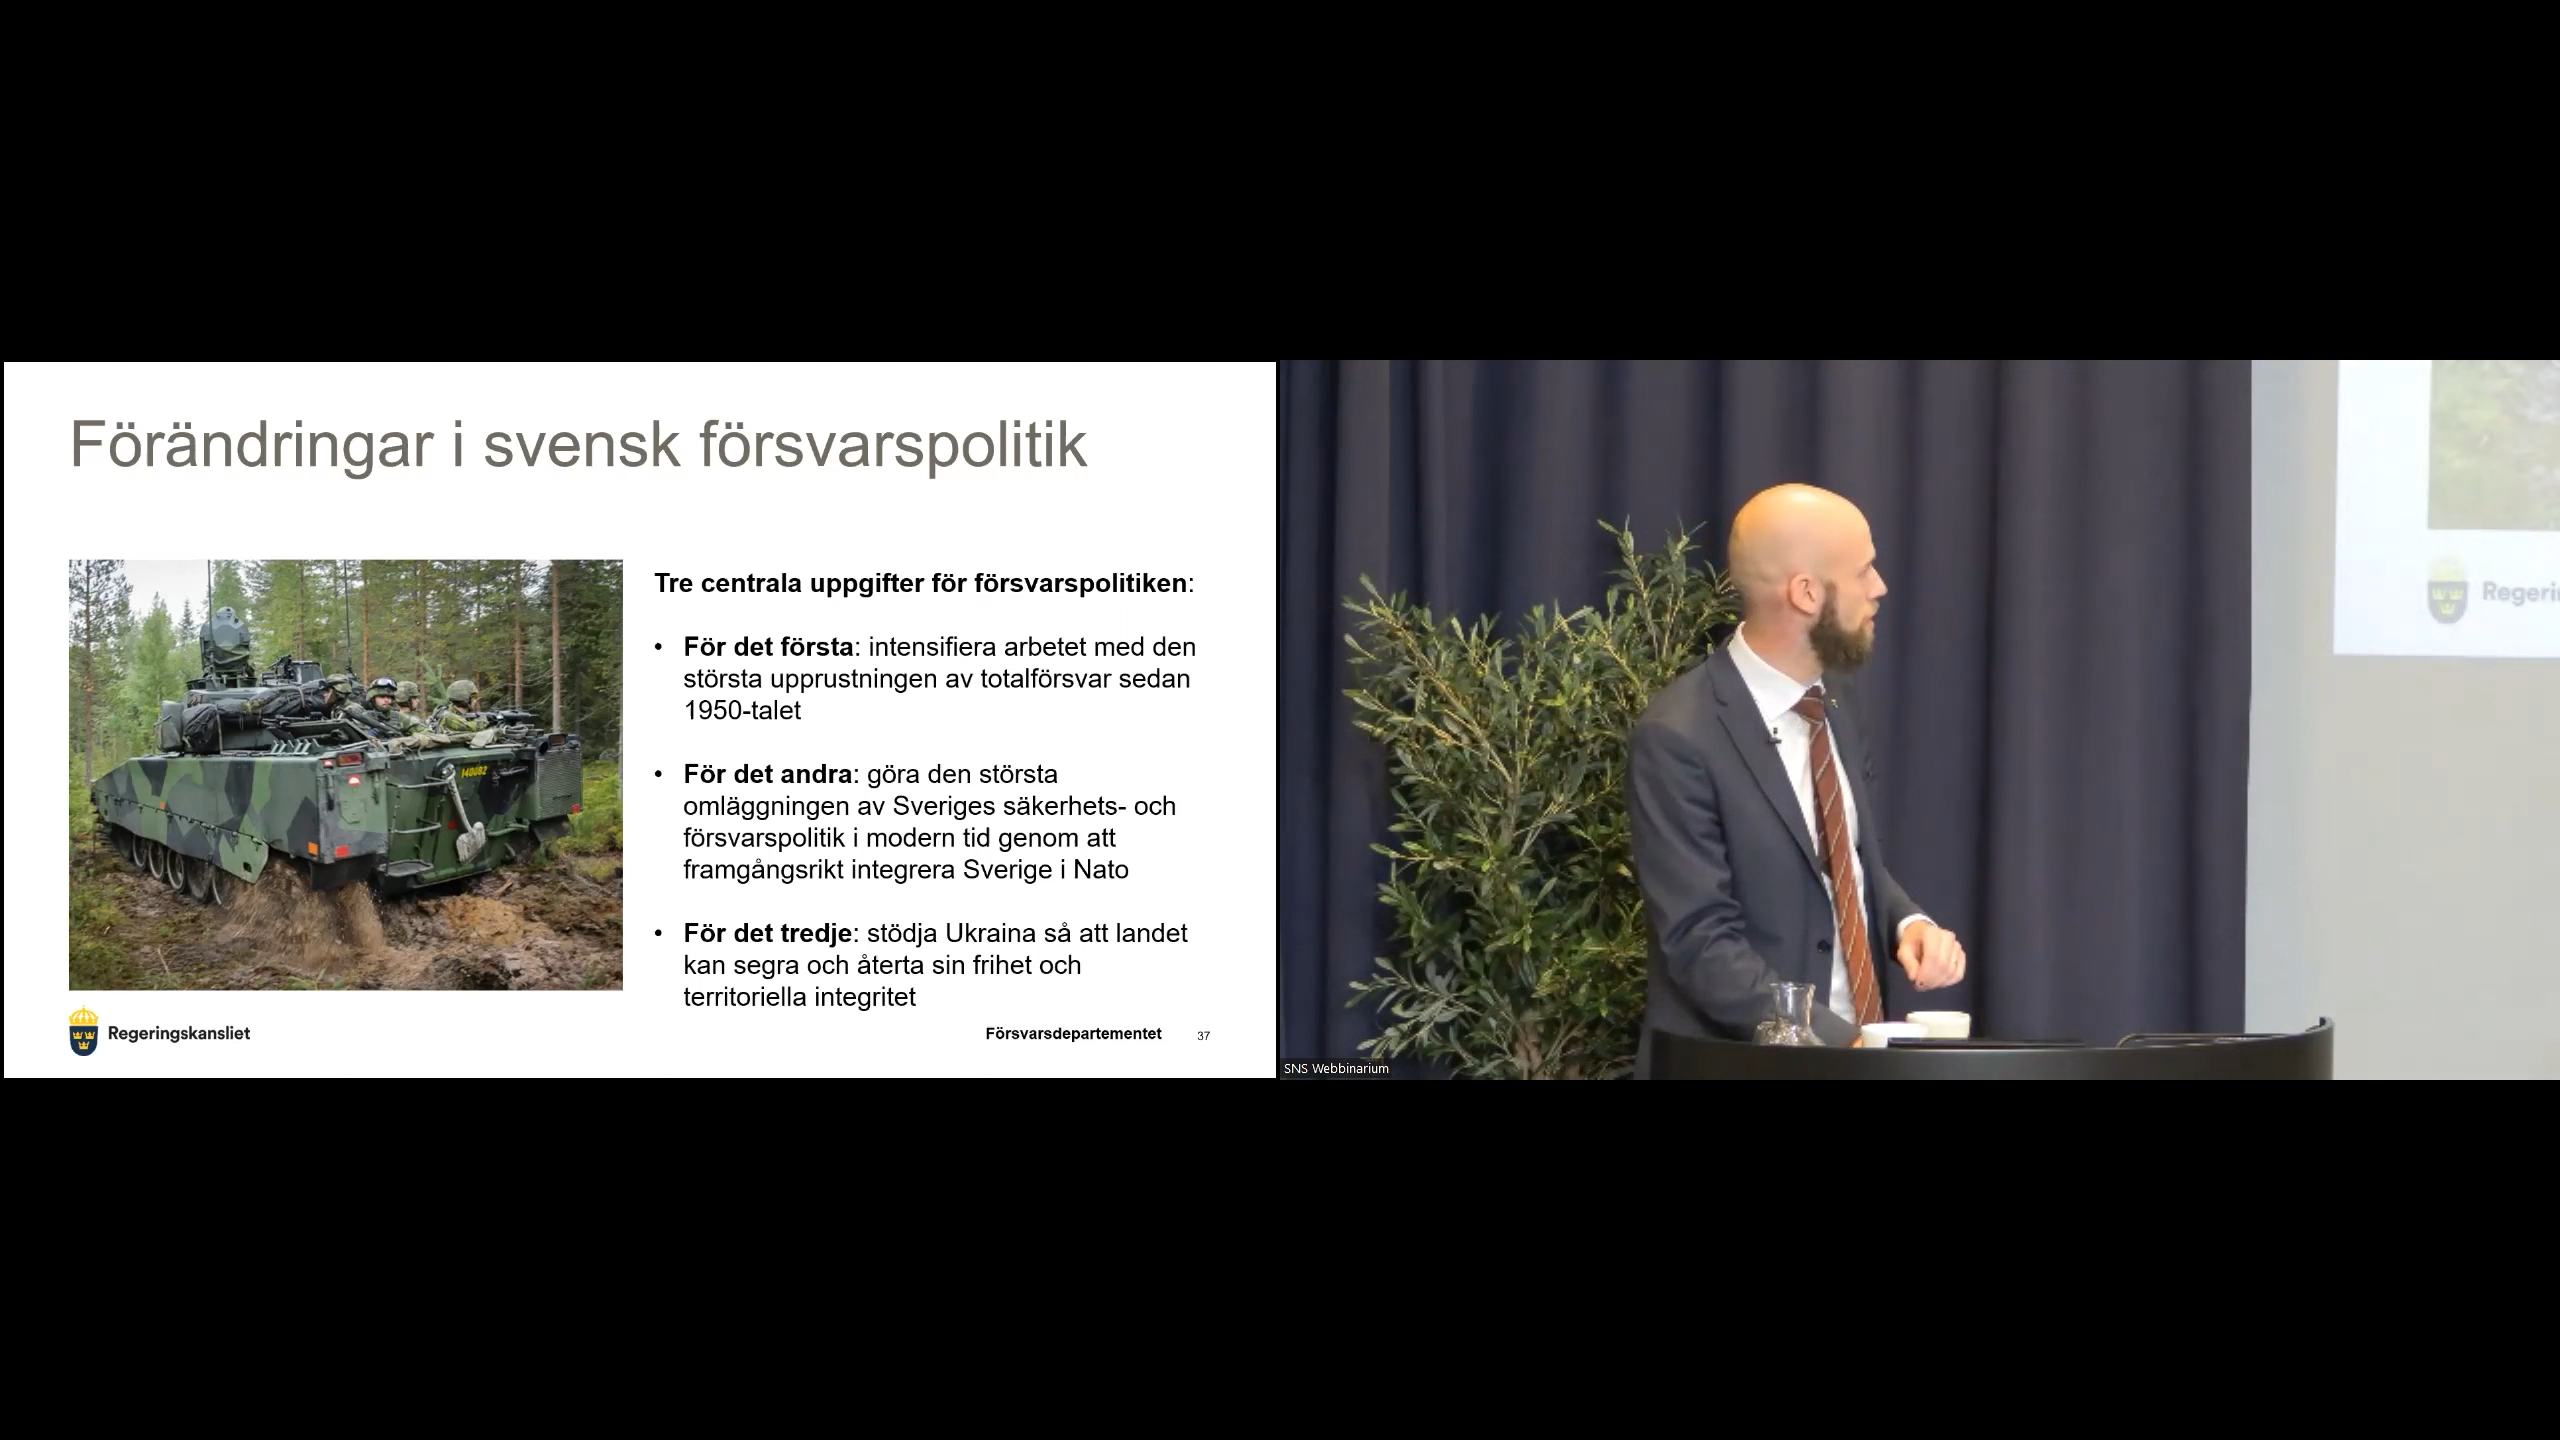 Förändringar i svensk försvarspolitik
Tre centrala uppgifter för försvarspolitiken:
• För det första: intensifiera arbetet med den
största upprustningen av totalförsvar sedan
1950-talet
• För det andra: göra den största
omläggningen av Sveriges säkerhets- och
försvarspolitik i modern tid genom att
framgångsrikt integrera Sverige i Nato
• För det tredje: stödja Ukraina så att landet
kan segra och återta sin frihet och
territoriella integritet
140082
Regeringskansliet
Försvarsdepartementet 37
Regerin
SNS Webbinarium